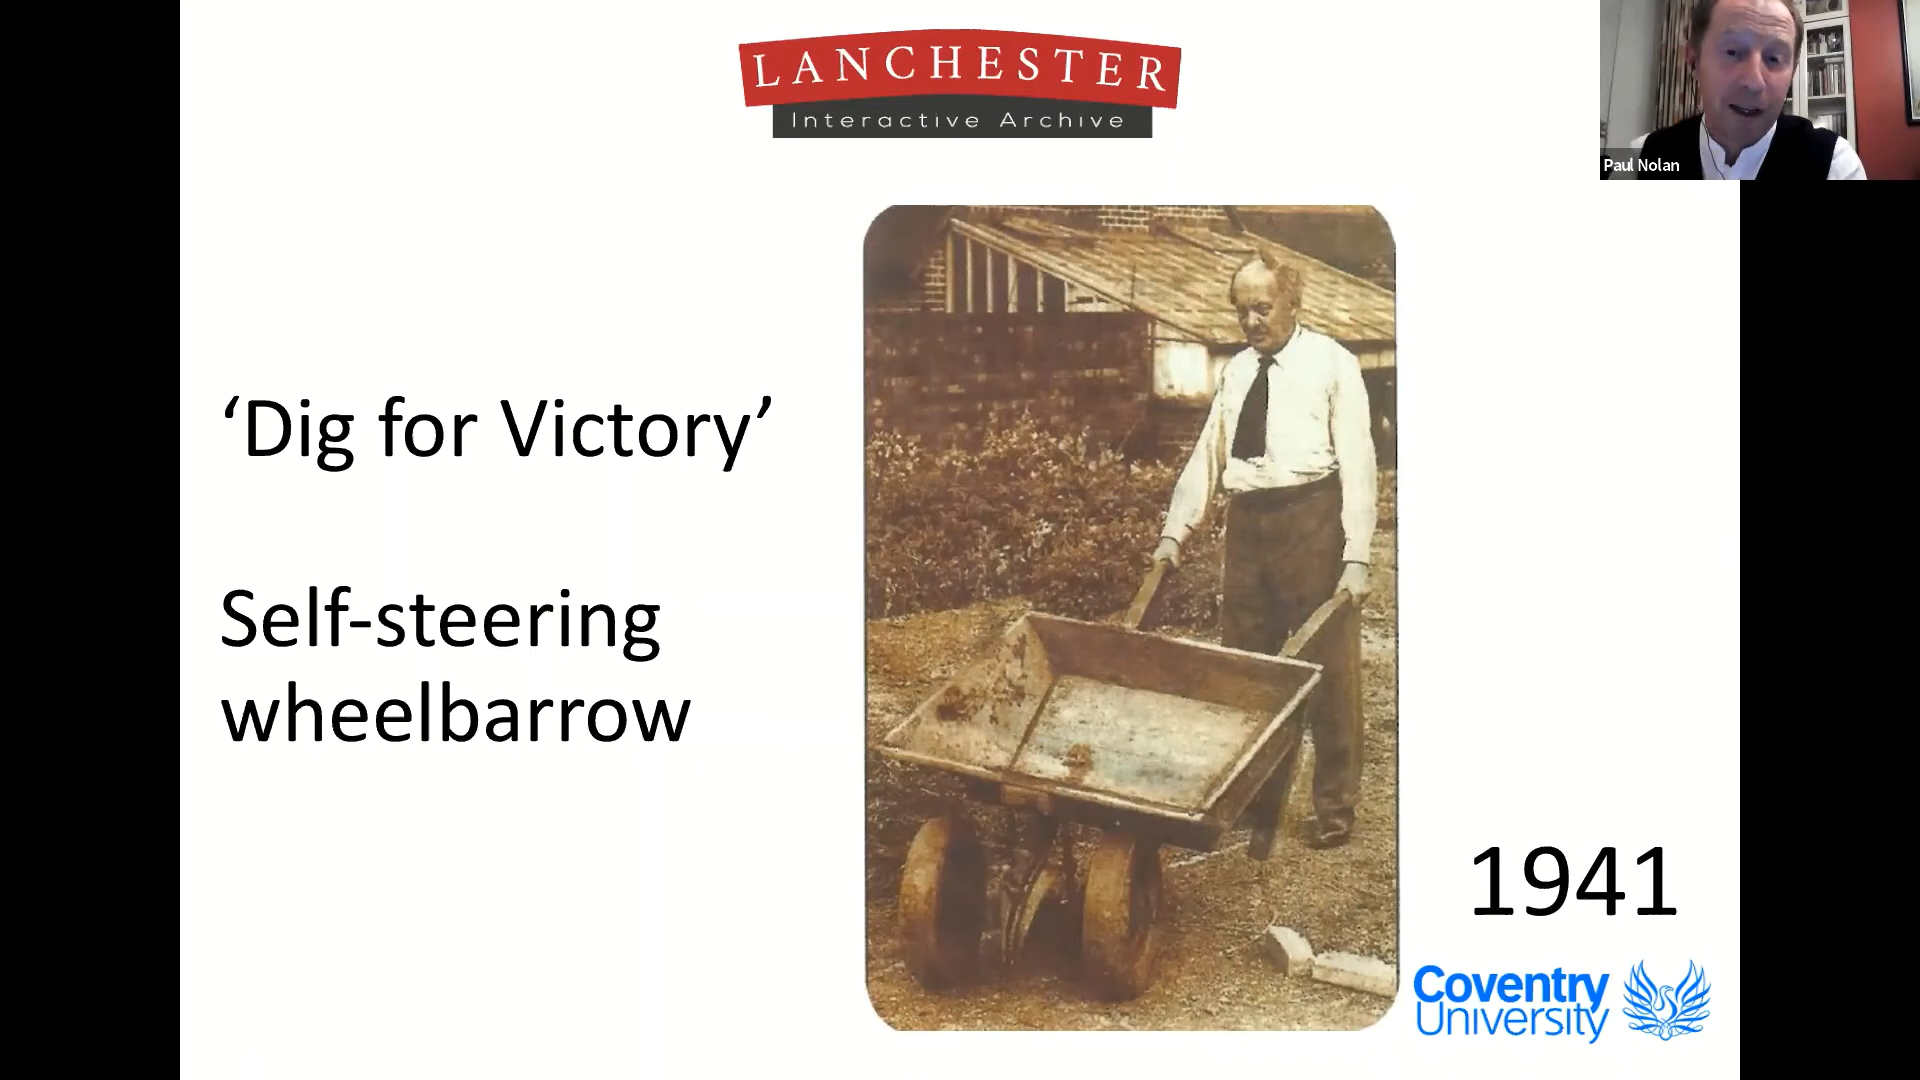 LANCHESTER
Interactive Archive
Paul Nolan
‘Dig for Victory’
Self-steering
wheelbarrow
1941
Coventry
University